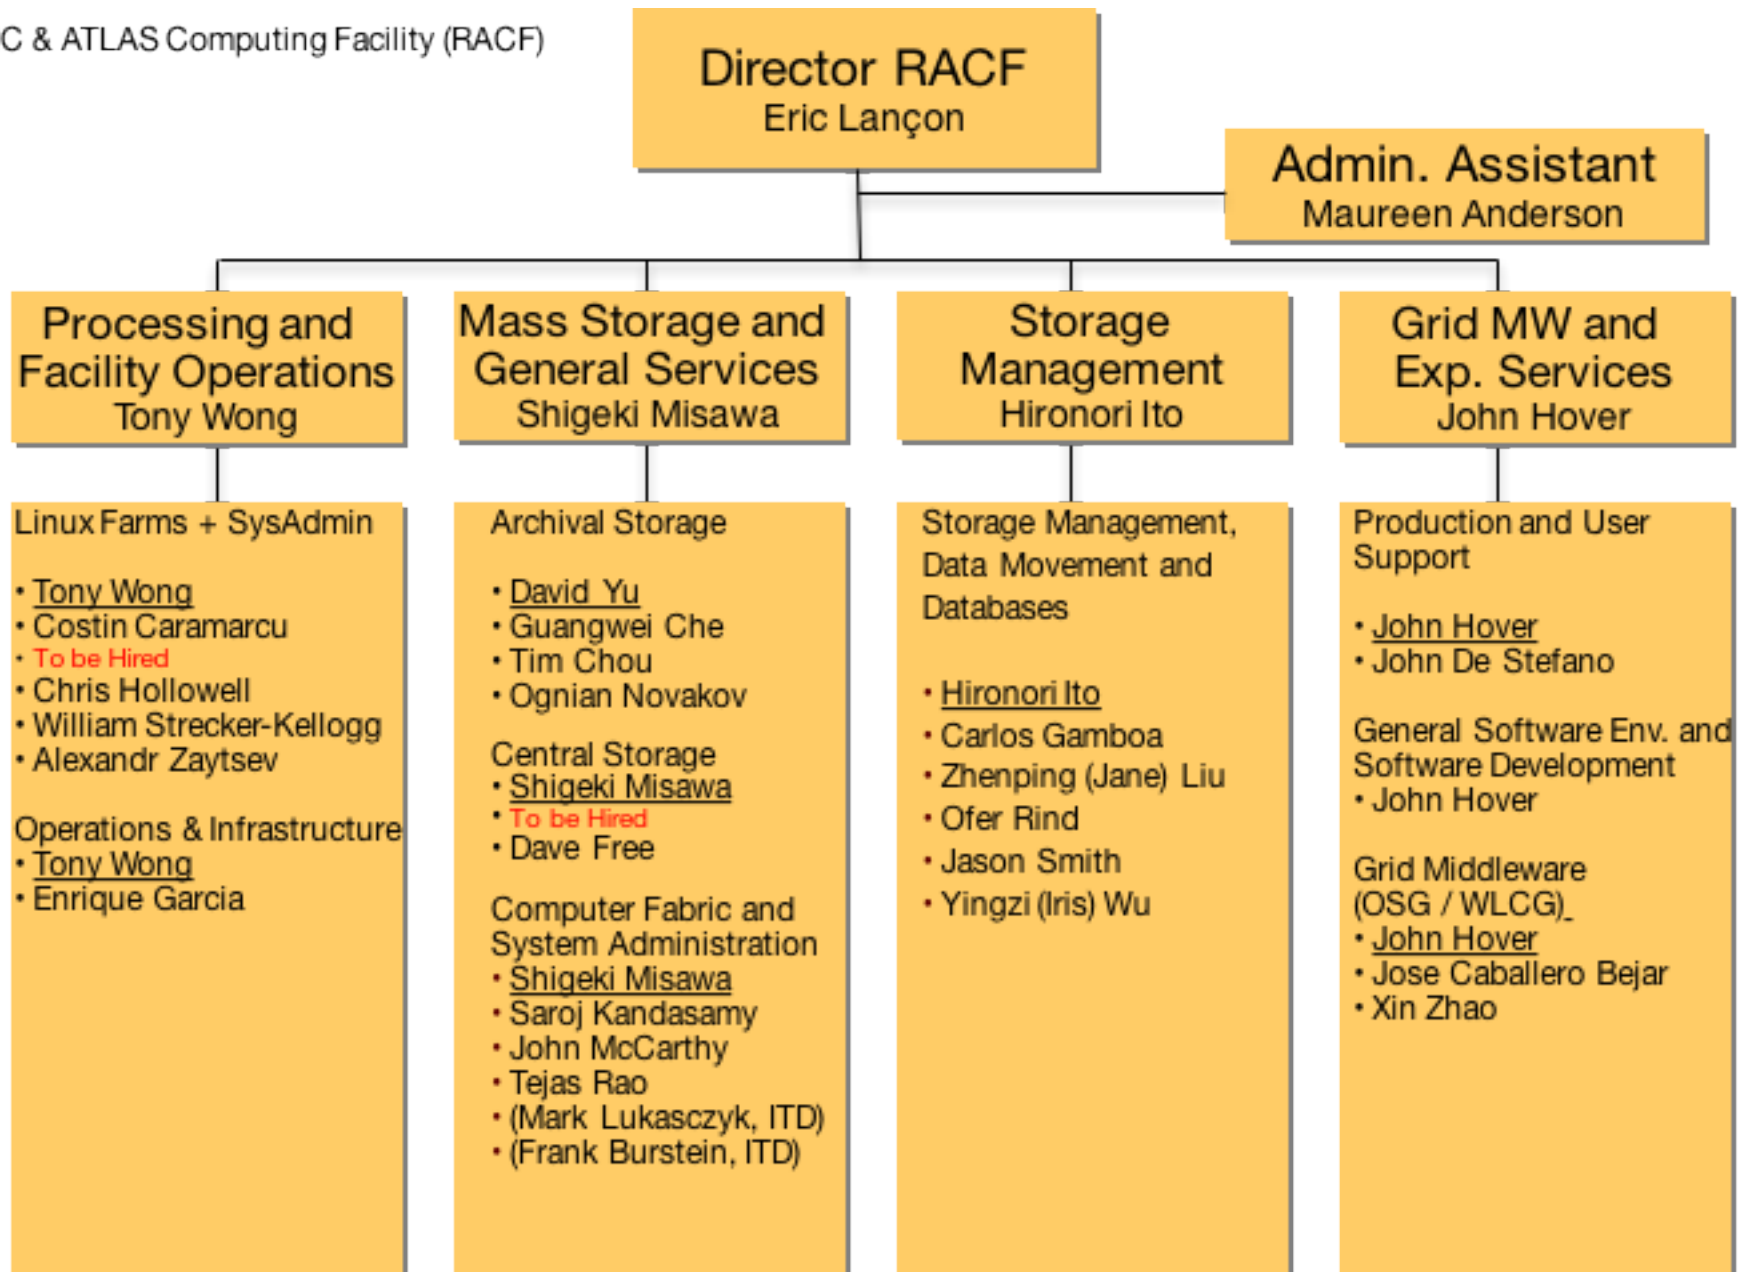 C & ATLAS Computing Facility (RACF)
Director RACF
Eric Lançon
Admin. Assistant
Maureen Anderson
Processing and
Facility Operations
Tony Wong
Mass Storage and
General Services
Shigeki Misawa
Storage
Management
Hironori Ito
Grid MW and
Exp. Services
John Hover
Linux Farms + SysAdmin
• Tony Wong
• Costin Caramarcu
• To be Hired
• Chris Hollowell
• William Strecker-Kellogg
• Alexandr Zaytsev
Operations & Infrastructure
• Tony Wong
• Enrique Garcia
Archival Storage
• David Yu
• Guangwei Che
• Tim Chou
• Ognian Novakov
Central Storage
• Shigeki Misawa
• To be Hired
• Dave Free
Computer Fabric and
System Administration
• Shigeki Misawa
• Saroj Kandasamy
• John McCarthy
• Tejas Rao
• (Mark Lukasczyk, ITD)
• (Frank Burstein, ITD)
Storage Management,
Data Movement and
Databases
• Hironori Ito
• Carlos Gamboa
• Zhenping (Jane) Liu
• Ofer Rind
• Jason Smith
• Yingzi (Iris) Wu
Production and User
Support
• John Hover
• John De Stefano
General Software Env. and
Software Development
• John Hover
Grid Middleware
(OSG / WLCG)
• John Hover
• Jose Caballero Bejar
• Xin Zhao